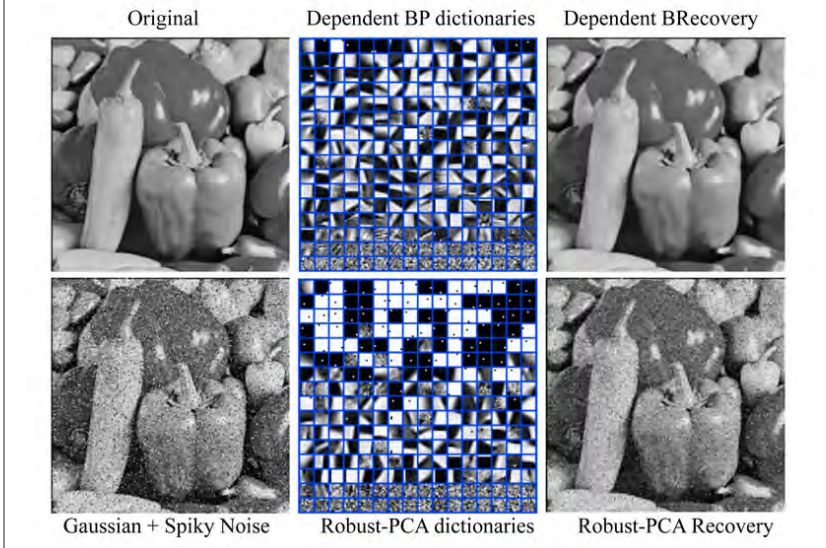 Original
Dependent BP dictionaries
Dependent BRecovery
Gaussian + Spiky Noise
Robust-PCA dictionaries
Robust-PCA Recovery